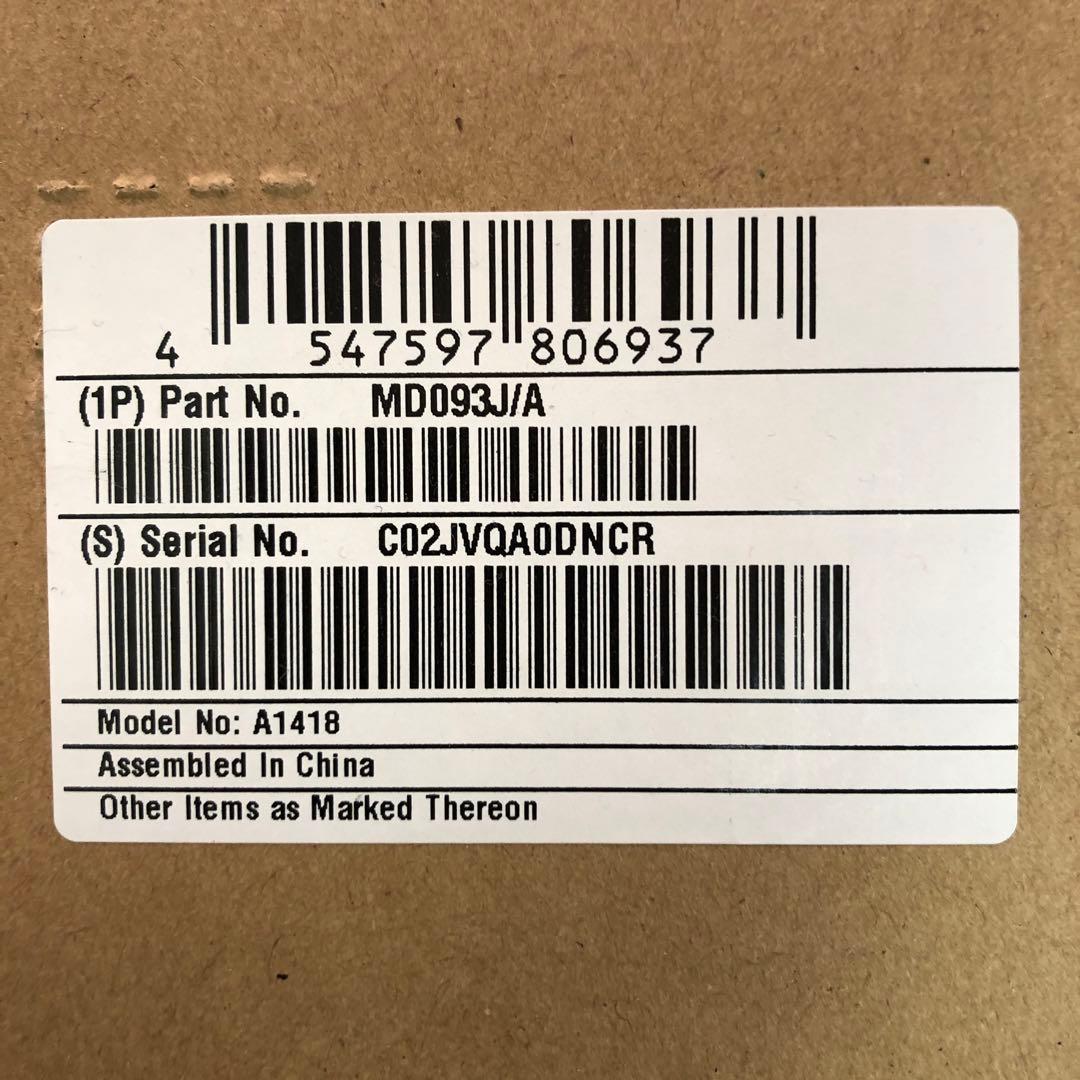 4 547597 806937
(1P) Part No. MD093J/A
(S) Serial No. C02JVQA0DNCR
Model No: A1418
Assembled In China
Other Items as Marked Thereon